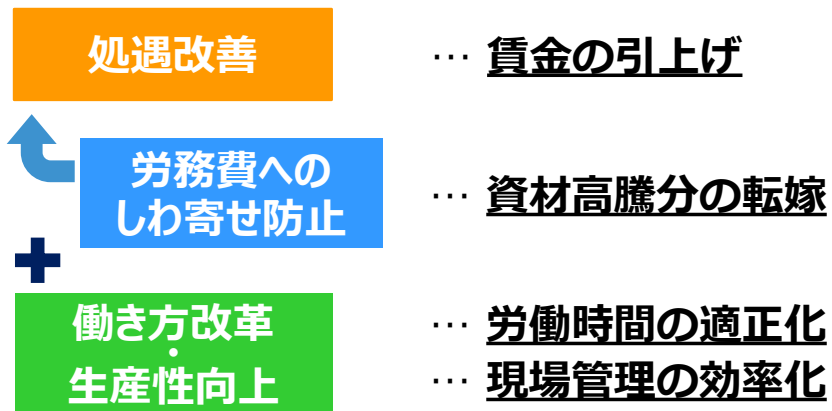 処遇改善 … 賃金の引上げ
労務費への
しわ寄せ防止 … 資材高騰分の転嫁
働き方改革 … 労働時間の適正化
・
生産性向上 … 現場管理の効率化